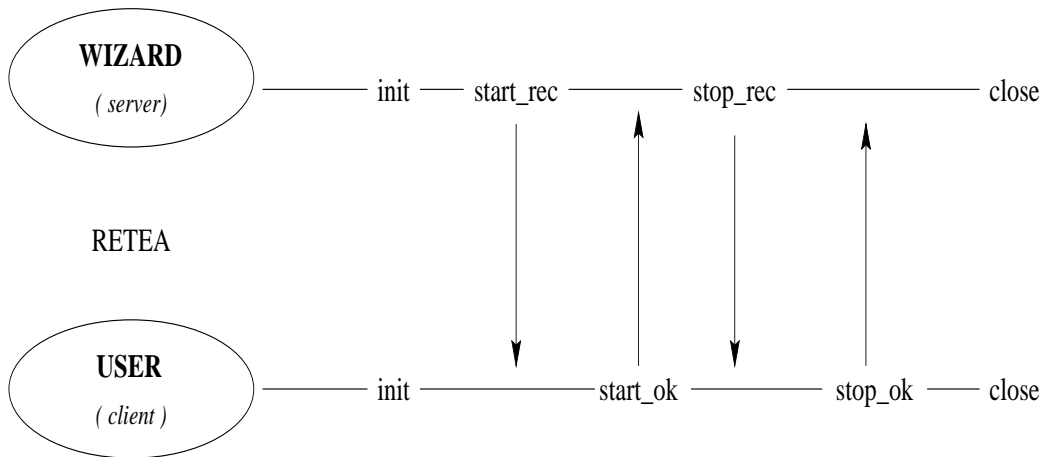 WIZARD
( server)
init start_rec stop_rec close
RETEA
USER
( client )
init start_ok stop_ok close